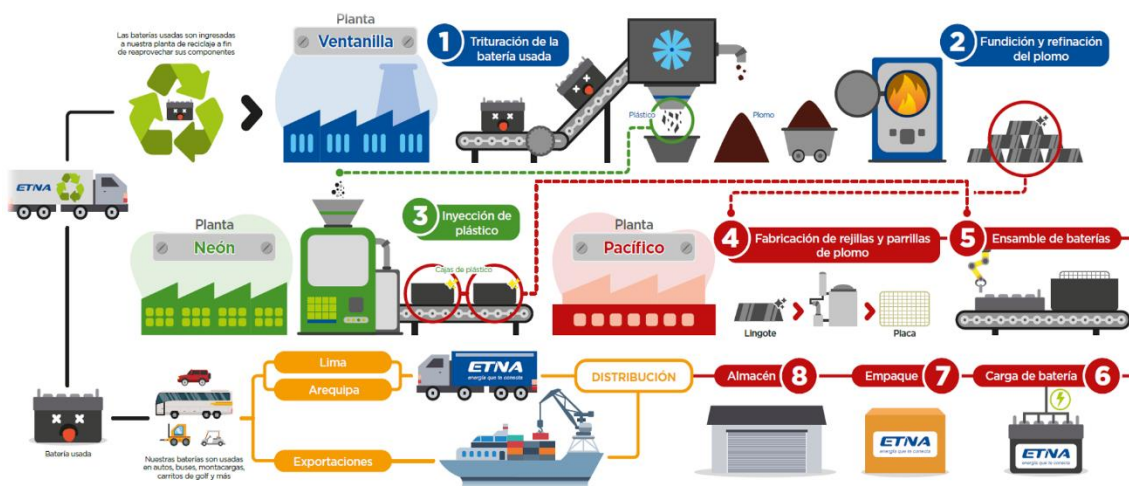 Las baterías usadas son ingresadas
a nuestra planta de reciclaje a fin
de reaprovechar sus componentes
Planta
Ventanilla
1
Trituración de la
batería usada
2
Fundición y refinación
del plomo
Plástico
Plomo
ETNA
Planta
Neón
3
Inyección de
plástico
Cajas de plástico
Planta
Pacífico
4
Fabricación de rejillas y parrillas
de plomo
5
Ensamble de baterías
Lingote
Placa
Lima
Arequipa
ETNA
energía que te conecta
DISTRIBUCIÓN
Almacén
8
Empaque
7
Carga de batería
6
Exportaciones
ETNA
energía que te conecta
ETNA
energía que te conecta
Batería usada
Nuestras baterías son usadas
en autos, buses, montacargas,
carritos de golf y más